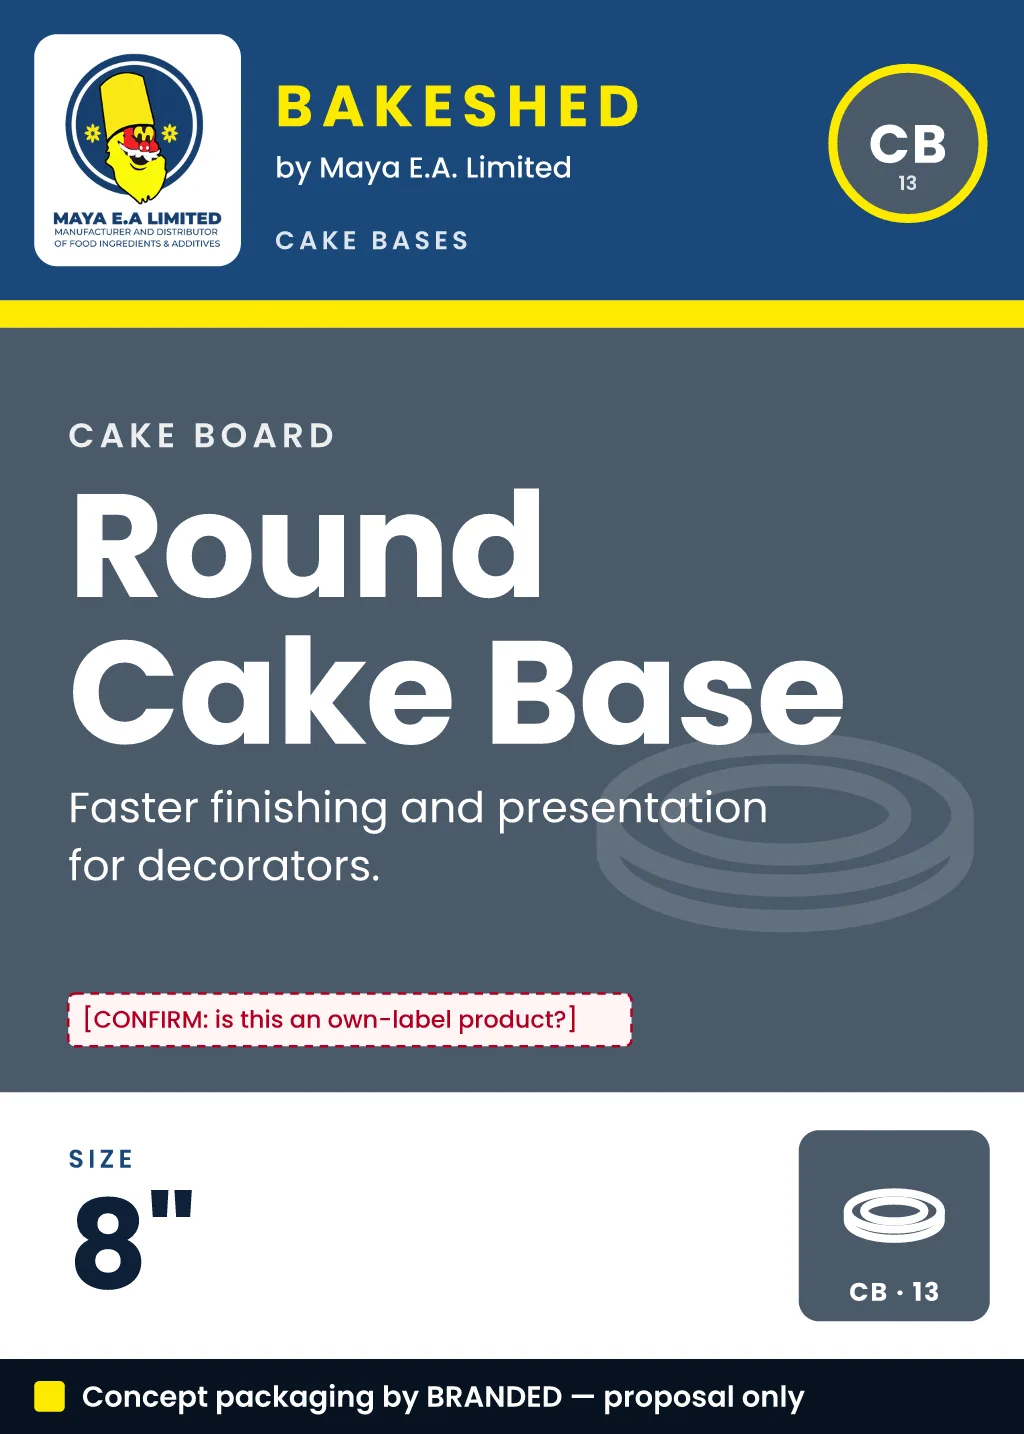 MAYA E.A LIMITED
MANUFACTURER AND DISTRIBUTOR
OF FOOD INGREDIENTS & ADDITIVES
BAKESHED
by Maya E.A. Limited
CAKE BASES
CB
13
CAKE BOARD
Round
Cake Base
Faster finishing and presentation
for decorators.
[CONFIRM: is this an own-label product?]
SIZE
8"
CB · 13
Concept packaging by BRANDED — proposal only